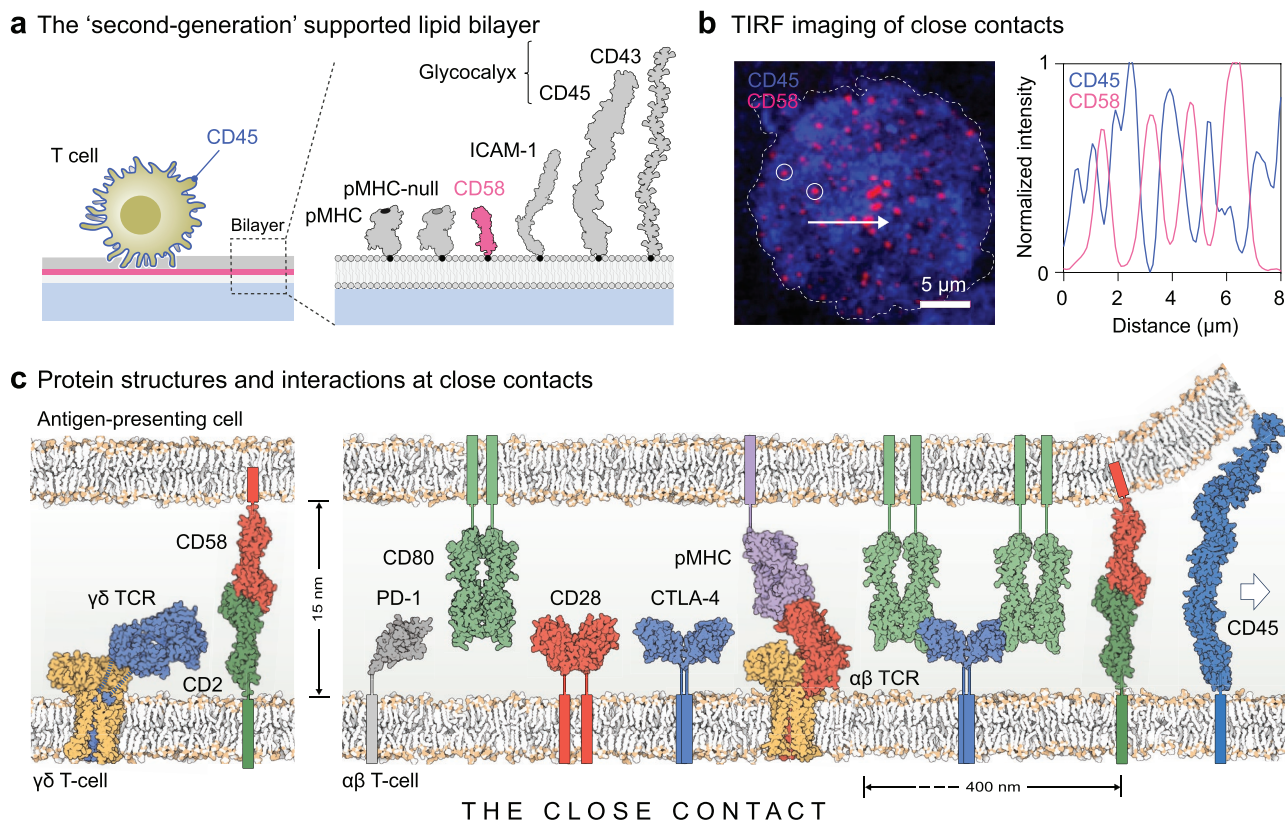 a The ‘second-generation’ supported lipid bilayer
Glycocalyx
CD43
CD45
ICAM-1
CD58
pMHC-null
pMHC
T cell
CD45
Bilayer
b TIRF imaging of close contacts
CD45
CD58
5 µm
CD45
CD58
Normalized intensity
1
0
0 2 4 6 8
Distance (µm)
c Protein structures and interactions at close contacts
Antigen-presenting cell
CD58
γδ TCR
CD2
γδ T-cell
15 nm
CD80
PD-1
CD28
CTLA-4
pMHC
αβ TCR
CD45
αβ T-cell
400 nm
THE CLOSE CONTACT